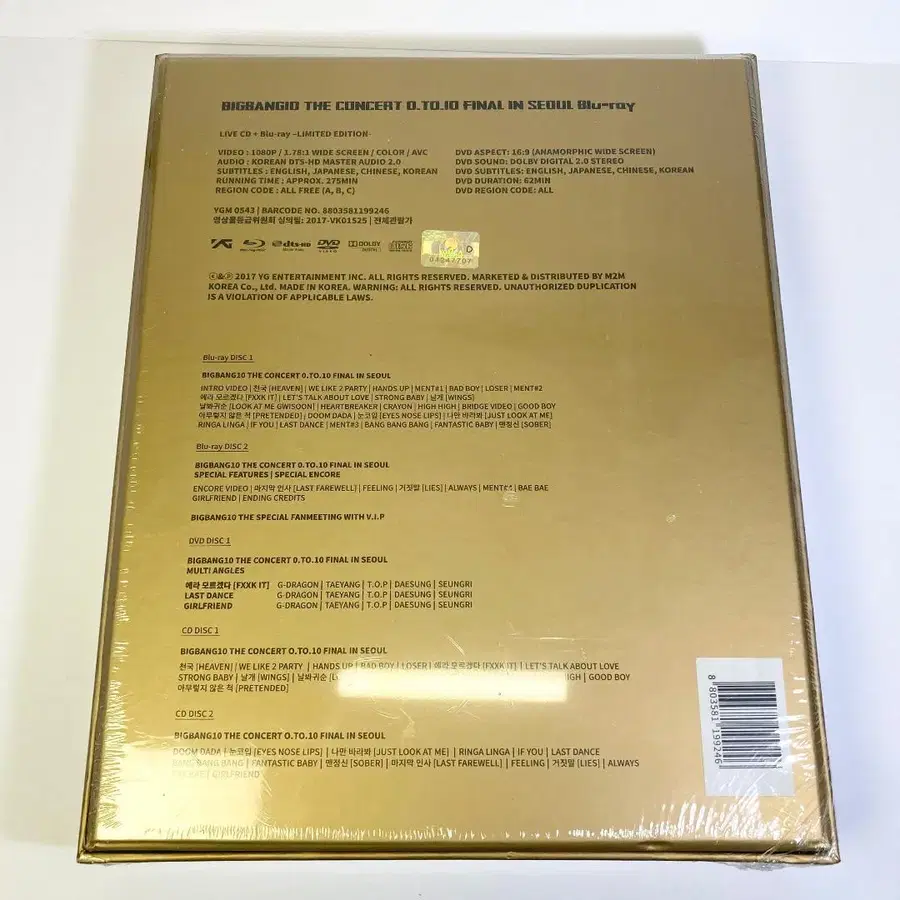 BIGBANG10 THE CONCERT 0.TO.10 FINAL IN SEOUL Blu-ray
LIVE CD + Blu-ray -LIMITED EDITION-
VIDEO : 1080P / 1.78:1 WIDE SCREEN / COLOR / AVC
AUDIO : KOREAN DTS-HD MASTER AUDIO 2.0
SUBTITLES : ENGLISH, JAPANESE, CHINESE, KOREAN
RUNNING TIME : APPROX. 275MIN
REGION CODE : ALL FREE (A, B, C)
DVD ASPECT: 16:9 (ANAMORPHIC WIDE SCREEN)
DVD SOUND: DOLBY DIGITAL 2.0 STEREO
DVD SUBTITLES: ENGLISH, JAPANESE, CHINESE, KOREAN
DVD DURATION: 62MIN
DVD REGION CODE: ALL
YGM 0543 | BARCODE NO. 8803581199246
영상물등급위원회 심의필: 2017-VK01525 | 전체관람가
YG Blu-ray dts-HD DVD VIDEO DOLBY DIGITAL
ⓒ&ⓟ 2017 YG ENTERTAINMENT INC. ALL RIGHTS RESERVED. MARKETED & DISTRIBUTED BY M2M
KOREA Co., Ltd. MADE IN KOREA. WARNING: ALL RIGHTS RESERVED. UNAUTHORIZED DUPLICATION
IS A VIOLATION OF APPLICABLE LAWS.
Blu-ray DISC 1
BIGBANG10 THE CONCERT 0.TO.10 FINAL IN SEOUL
INTRO VIDEO | 천국 [HEAVEN] | WE LIKE 2 PARTY | HANDS UP | MENT#1 | BAD BOY | LOSER | MENT#2
에라 모르겠다 [FXXK IT] | LET'S TALK ABOUT LOVE | STRONG BABY | 날개 [WINGS]
날봐귀순 [LOOK AT ME GWISOON] | HEARTBREAKER | CRAYON | HIGH HIGH | BRIDGE VIDEO | GOOD BOY
아무렇지 않은 척 [PRETENDED] | DOOM DADA | 눈코입 [EYES NOSE LIPS] | 나만 바라봐 [JUST LOOK AT ME]
RINGA LINGA | IF YOU | LAST DANCE | MENT#3 | BANG BANG BANG | FANTASTIC BABY | 맨정신 [SOBER]
Blu-ray DISC 2
BIGBANG10 THE CONCERT 0.TO.10 FINAL IN SEOUL
SPECIAL FEATURES | SPECIAL ENCORE
ENCORE VIDEO | 마지막 인사 [LAST FAREWELL] | FEELING | 거짓말 [LIES] | ALWAYS | | BAE BAE
GIRLFRIEND | ENDING CREDITS
BIGBANG10 THE SPECIAL FANMEETING WITH V.I.P
DVD DISC 1
BIGBANG10 THE CONCERT 0.TO.10 FINAL IN SEOUL
MULTI ANGLES
에라 모르겠다 [FXXK IT] G-DRAGON | TAEYANG | T.O.P | DAESUNG | SEUNGRI
LAST DANCE G-DRAGON | TAEYANG | T.O.P | DAESUNG | SEUNGRI
GIRLFRIEND G-DRAGON | TAEYANG | T.O.P | DAESUNG | SEUNGRI
CD DISC 1
BIGBANG10 THE CONCERT 0.TO.10 FINAL IN SEOUL
천국 [HEAVEN] | WE LIKE 2 PARTY | HANDS UP | BAD BOY | LOSER | 에라 모르겠다 [FXXK IT] | LET'S TALK ABOUT LOVE
STRONG BABY | 날개 [WINGS] | 날봐귀순 | GOOD BOY
아무렇지 않은 척 [PRETENDED]
CD DISC 2
BIGBANG10 THE CONCERT 0.TO.10 FINAL IN SEOUL
DOOM DADA | 눈코입 [EYES NOSE LIPS] | 나만 바라봐 [JUST LOOK AT ME] | RINGA LINGA | IF YOU | LAST DANCE
BANG BANG BANG | FANTASTIC BABY | 맨정신 [SOBER] | 마지막 인사 [LAST FAREWELL] | FEELING | 거짓말 [LIES] | ALWAYS
BAE BAE | GIRLFRIEND
8 803581 199246